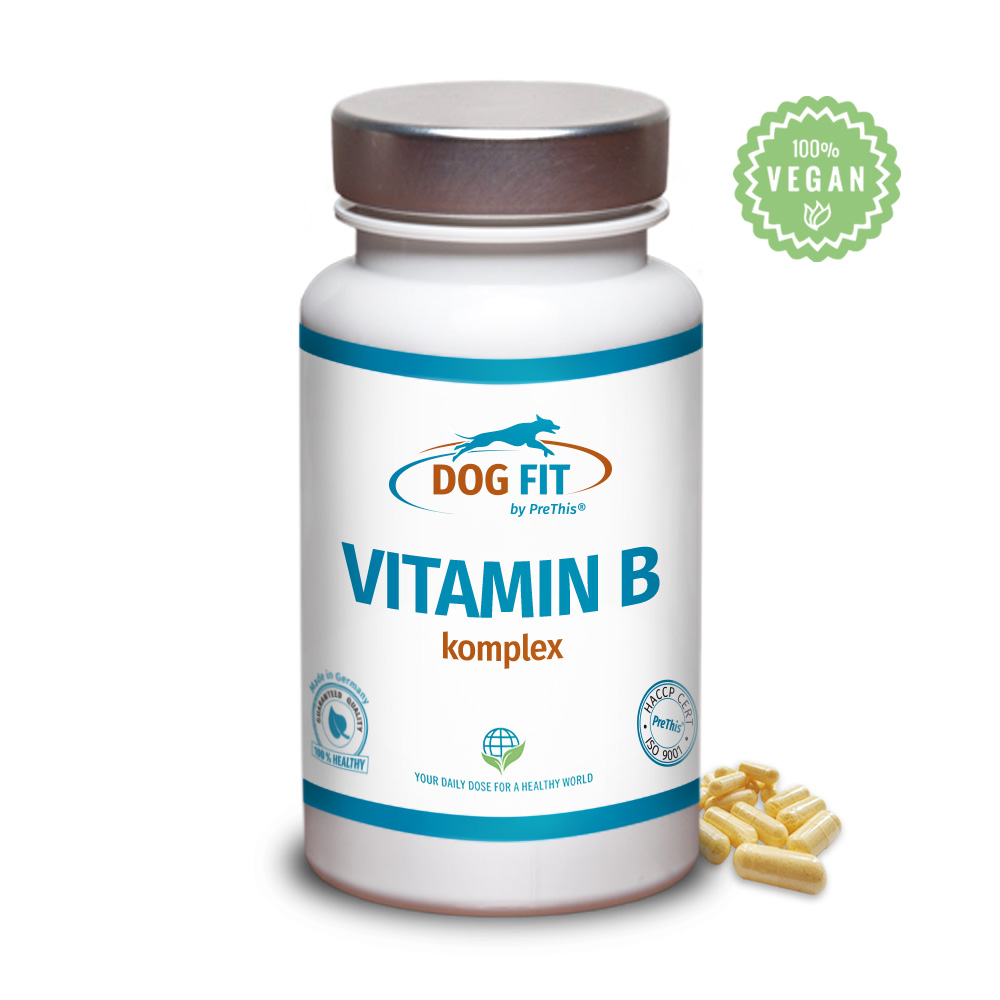 100%
VEGAN
DOG FIT
by PreThis®
VITAMIN B
komplex
Made in Germany
GUARANTEED QUALITY
100 % HEALTHY
HACCP CERT
PreThis®
ISO 9001
YOUR DAILY DOSE FOR A HEALTHY WORLD